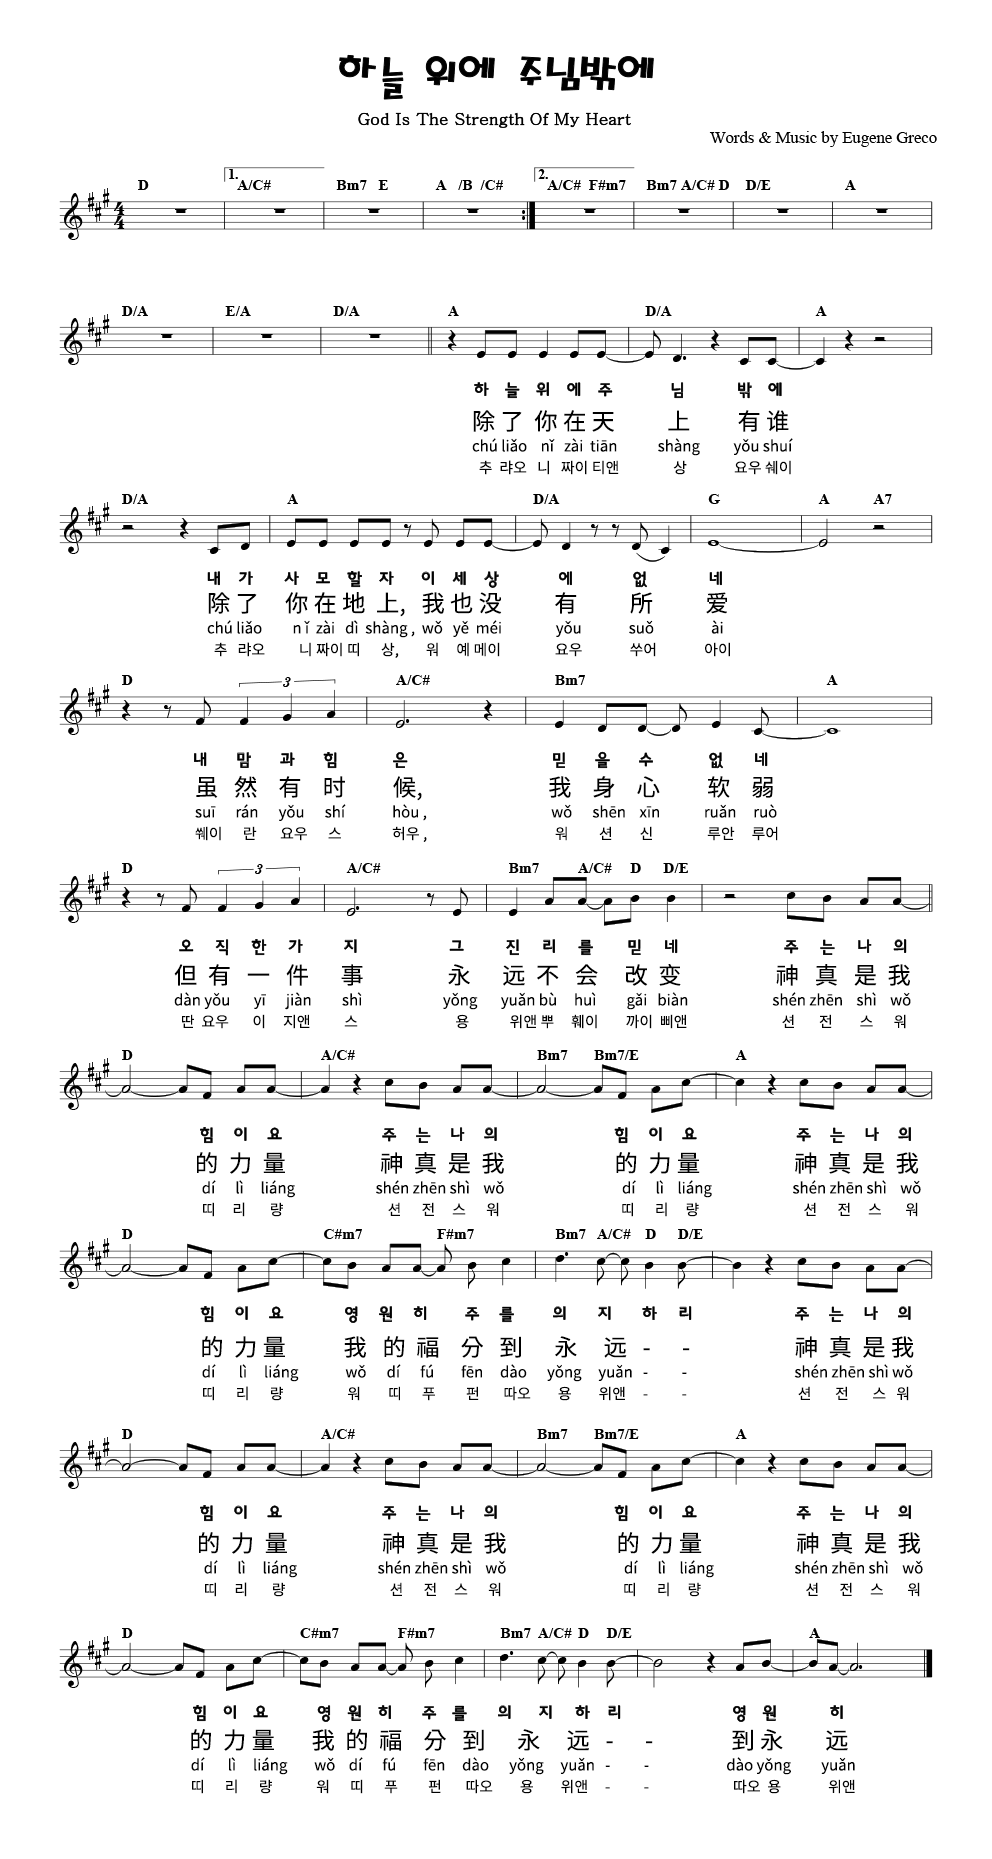 하늘 위에 주님밖에
God Is The Strength Of My Heart
Words & Music by Eugene Greco
D 1. A/C# Bm7 E A /B /C# 2. A/C# F#m7 Bm7 A/C# D D/E A
D/A E/A D/A A D/A A
하 늘 위 에 주 님 밖 에
除 了 你 在 天 上 有 谁
chú liǎo nǐ zài tiān shàng yǒu shuí
추 랴오 니 짜이 티앤 상 요우 쉐이
D/A A D/A G A A7
내 가 사 모 할 자 이 세 상 에 없 네
除 了 你 在 地 上, 我 也 没 有 所 爱
chú liǎo nǐ zài dì shàng, wǒ yě méi yǒu suǒ ài
추 랴오 니 짜이 띠 상, 워 예 메이 요우 쑤어 아이
D 3 A/C# Bm7 A
내 맘 과 힘 은 믿 을 수 없 네
虽 然 有 时 候, 我 身 心 软 弱
suī rán yǒu shí hòu, wǒ shēn xīn ruǎn ruò
쒜이 란 요우 스 허우, 워 션 신 루안 루어
D 3 A/C# Bm7 A/C# D D/E
오 직 한 가 지 그 진 리 를 믿 네 주 는 나 의
但 有 一 件 事 永 远 不 会 改 变 神 真 是 我
dàn yǒu yī jiàn shì yǒng yuǎn bù huì gǎi biàn shén zhēn shì wǒ
딴 요우 이 지앤 스 용 위앤 뿌 훼이 까이 삐앤 션 전 스 워
D A/C# Bm7 Bm7/E A
힘 이 요 주 는 나 의 힘 이 요 주 는 나 의
的 力 量 神 真 是 我 的 力 量 神 真 是 我
dí lì liáng shén zhēn shì wǒ dí lì liáng shén zhēn shì wǒ
띠 리 량 션 전 스 워 띠 리 량 션 전 스 워
D C#m7 F#m7 Bm7 A/C# D D/E
힘 이 요 영 원 히 주 를 의 지 하 리 주 는 나 의
的 力 量 我 的 福 分 到 永 远 - - 神 真 是 我
dí lì liáng wǒ dí fú fēn dào yǒng yuǎn - - shén zhēn shì wǒ
띠 리 량 워 띠 푸 펀 따오 용 위앤 - - 션 전 스 워
D A/C# Bm7 Bm7/E A
힘 이 요 주 는 나 의 힘 이 요 주 는 나 의
的 力 量 神 真 是 我 的 力 量 神 真 是 我
dí lì liáng shén zhēn shì wǒ dí lì liáng shén zhēn shì wǒ
띠 리 량 션 전 스 워 띠 리 량 션 전 스 워
D C#m7 F#m7 Bm7 A/C# D D/E A
힘 이 요 영 원 히 주 를 의 지 하 리 영 원 히
的 力 量 我 的 福 分 到 永 远 - - 到 永 远
dí lì liáng wǒ dí fú fēn dào yǒng yuǎn - - dào yǒng yuǎn
띠 리 량 워 띠 푸 펀 따오 용 위앤 - - 따오 용 위앤